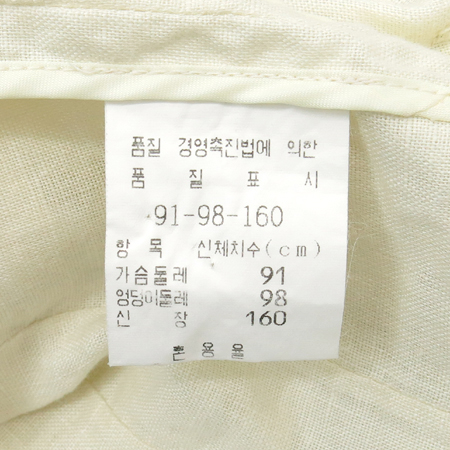 품질 경영촉진법에 의한
품 질 표 시
91-98-160
항 목 신체치수(cm)
가슴둘레 91
엉덩이둘레 98
신 장 160